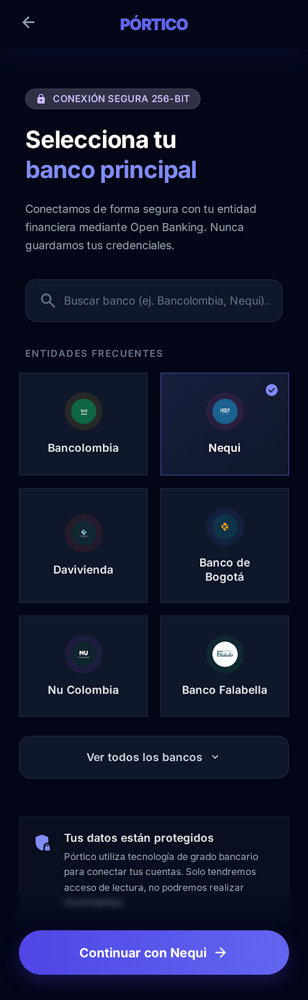 PÓRTICO
CONEXIÓN SEGURA 256-BIT
Selecciona tu
banco principal
Conectamos de forma segura con tu entidad
financiera mediante Open Banking. Nunca
guardamos tus credenciales.
Buscar banco (ej. Bancolombia, Nequi)..
ENTIDADES FRECUENTES
Bancolombia
Nequi
Davivienda
Banco de
Bogotá
NU
Nu Colombia
Falabella
Banco Falabella
Ver todos los bancos
Tus datos están protegidos
Pórtico utiliza tecnología de grado bancario
para conectar tus cuentas. Solo tendremos
acceso de lectura, no podremos realizar
Continuar con Nequi